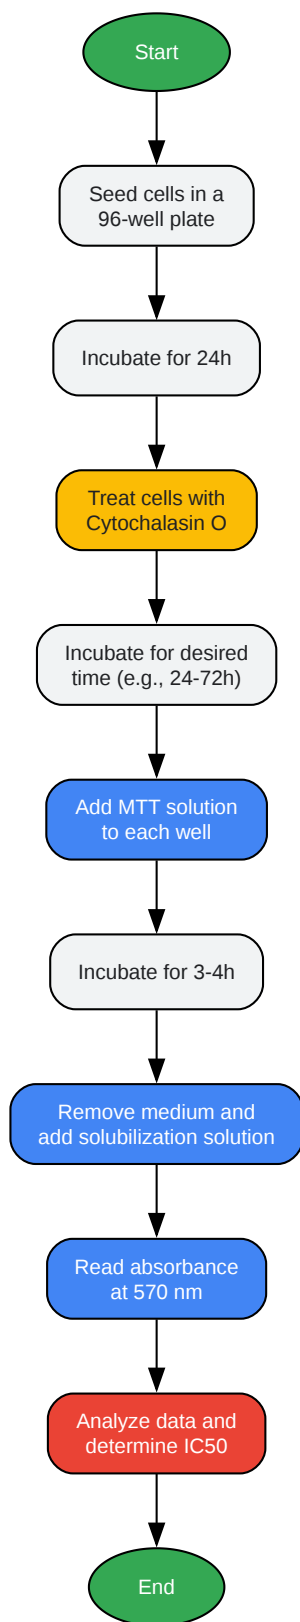 Start
Seed cells in a
96-well plate
Incubate for 24h
Treat cells with
Cytochalasin O
Incubate for desired
time (e.g., 24-72h)
Add MTT solution
to each well
Incubate for 3-4h
Remove medium and
add solubilization solution
Read absorbance
at 570 nm
Analyze data and
determine IC50
End